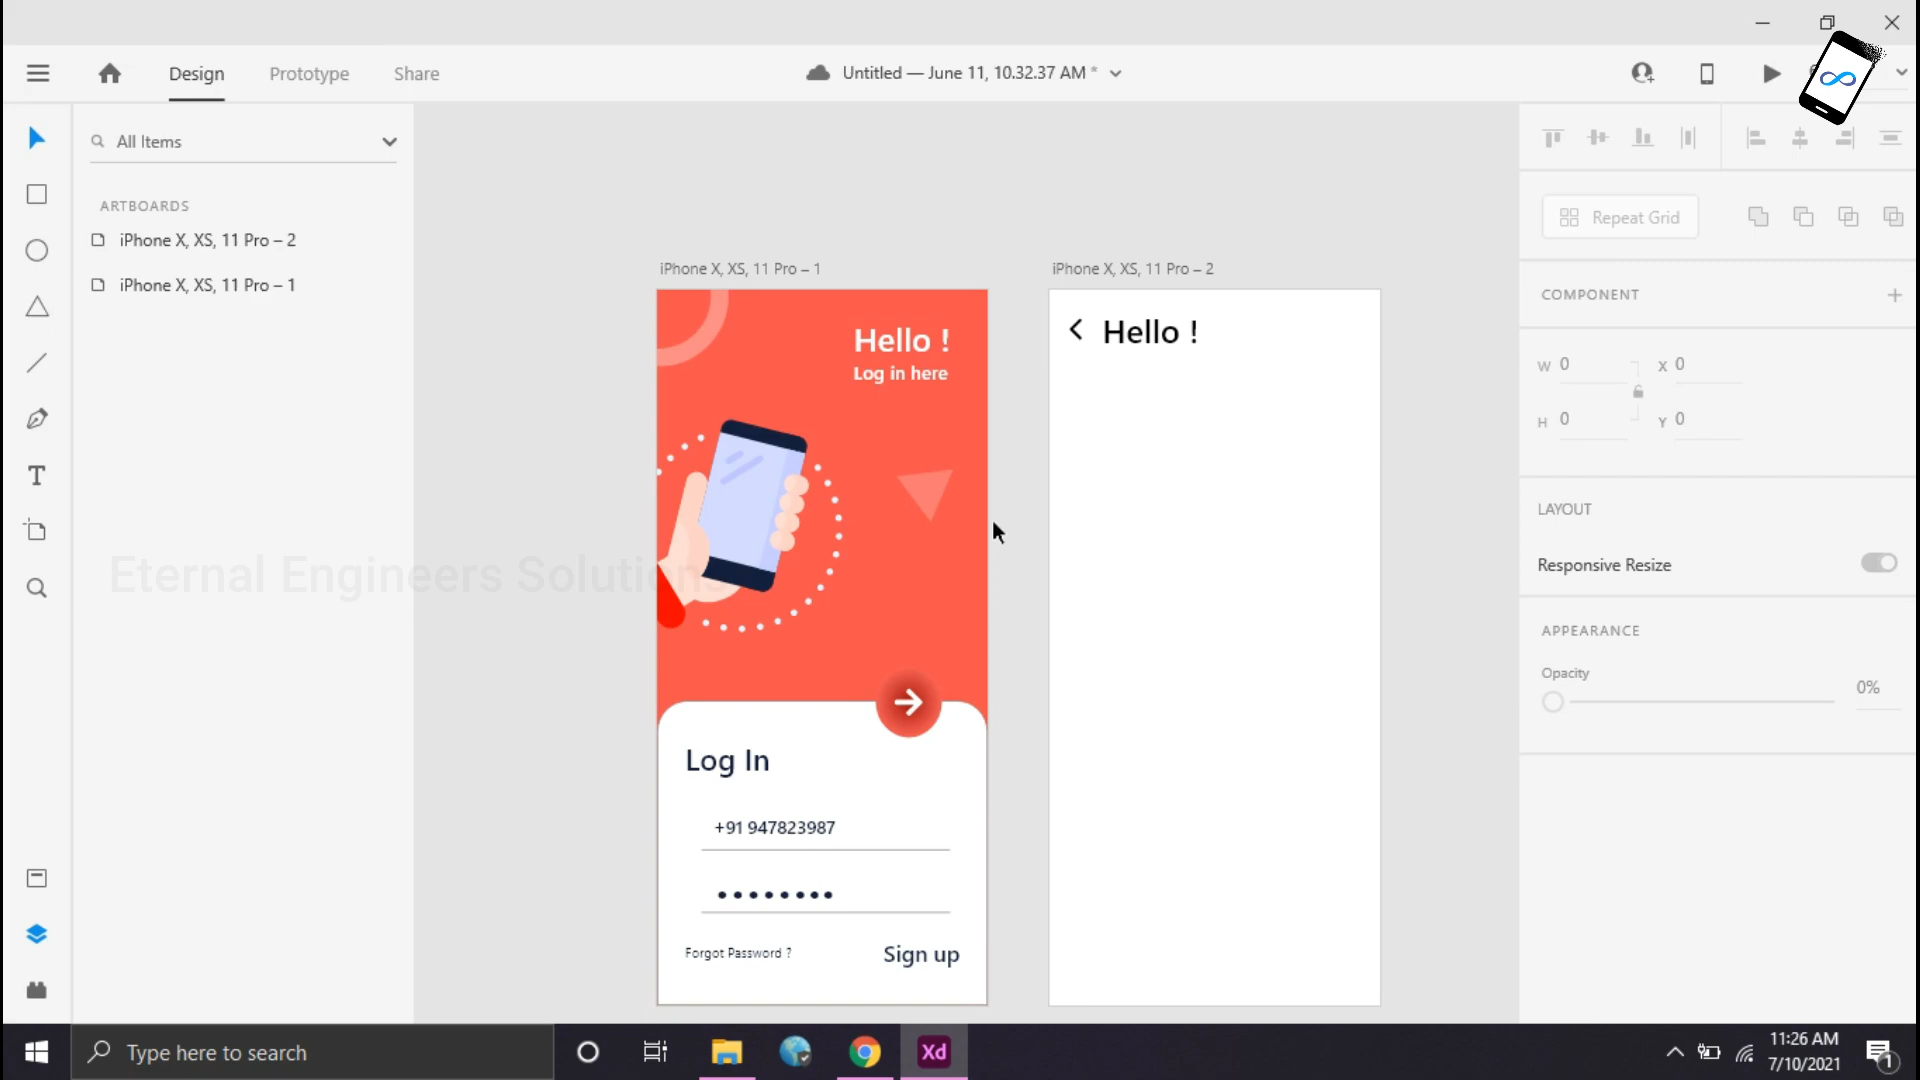 Design
Prototype
Share
Untitled — June 11, 10.32.37 AM *
All Items
ARTBOARDS
iPhone X, XS, 11 Pro – 2
iPhone X, XS, 11 Pro – 1
iPhone X, XS, 11 Pro – 1
Hello !
Log in here
Log In
+91 947823987
Forgot Password ?
Sign up
iPhone X, XS, 11 Pro – 2
Hello !
Eternal Engineers Solution
Repeat Grid
COMPONENT
W 0
X 0
H 0
Y 0
LAYOUT
Responsive Resize
APPEARANCE
Opacity
0%
Type here to search
Xd
11:26 AM
7/10/2021
1